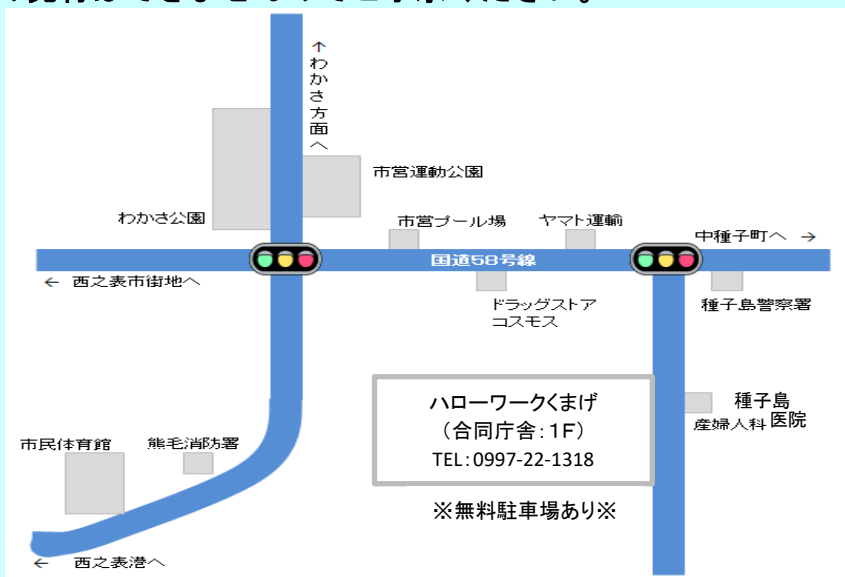 ↑わかさ方面へ
市営運動公園
わかさ公園
市営プール場
ヤマト運輸
中種子町へ →
国道58号線
← 西之表市街地へ
ドラッグストア
コスモス
種子島警察署
ハローワークくまげ
(合同庁舎:1F)
TEL:0997-22-1318
種子島
産婦人科医院
市民体育館
熊毛消防署
※無料駐車場あり※
← 西之表港へ